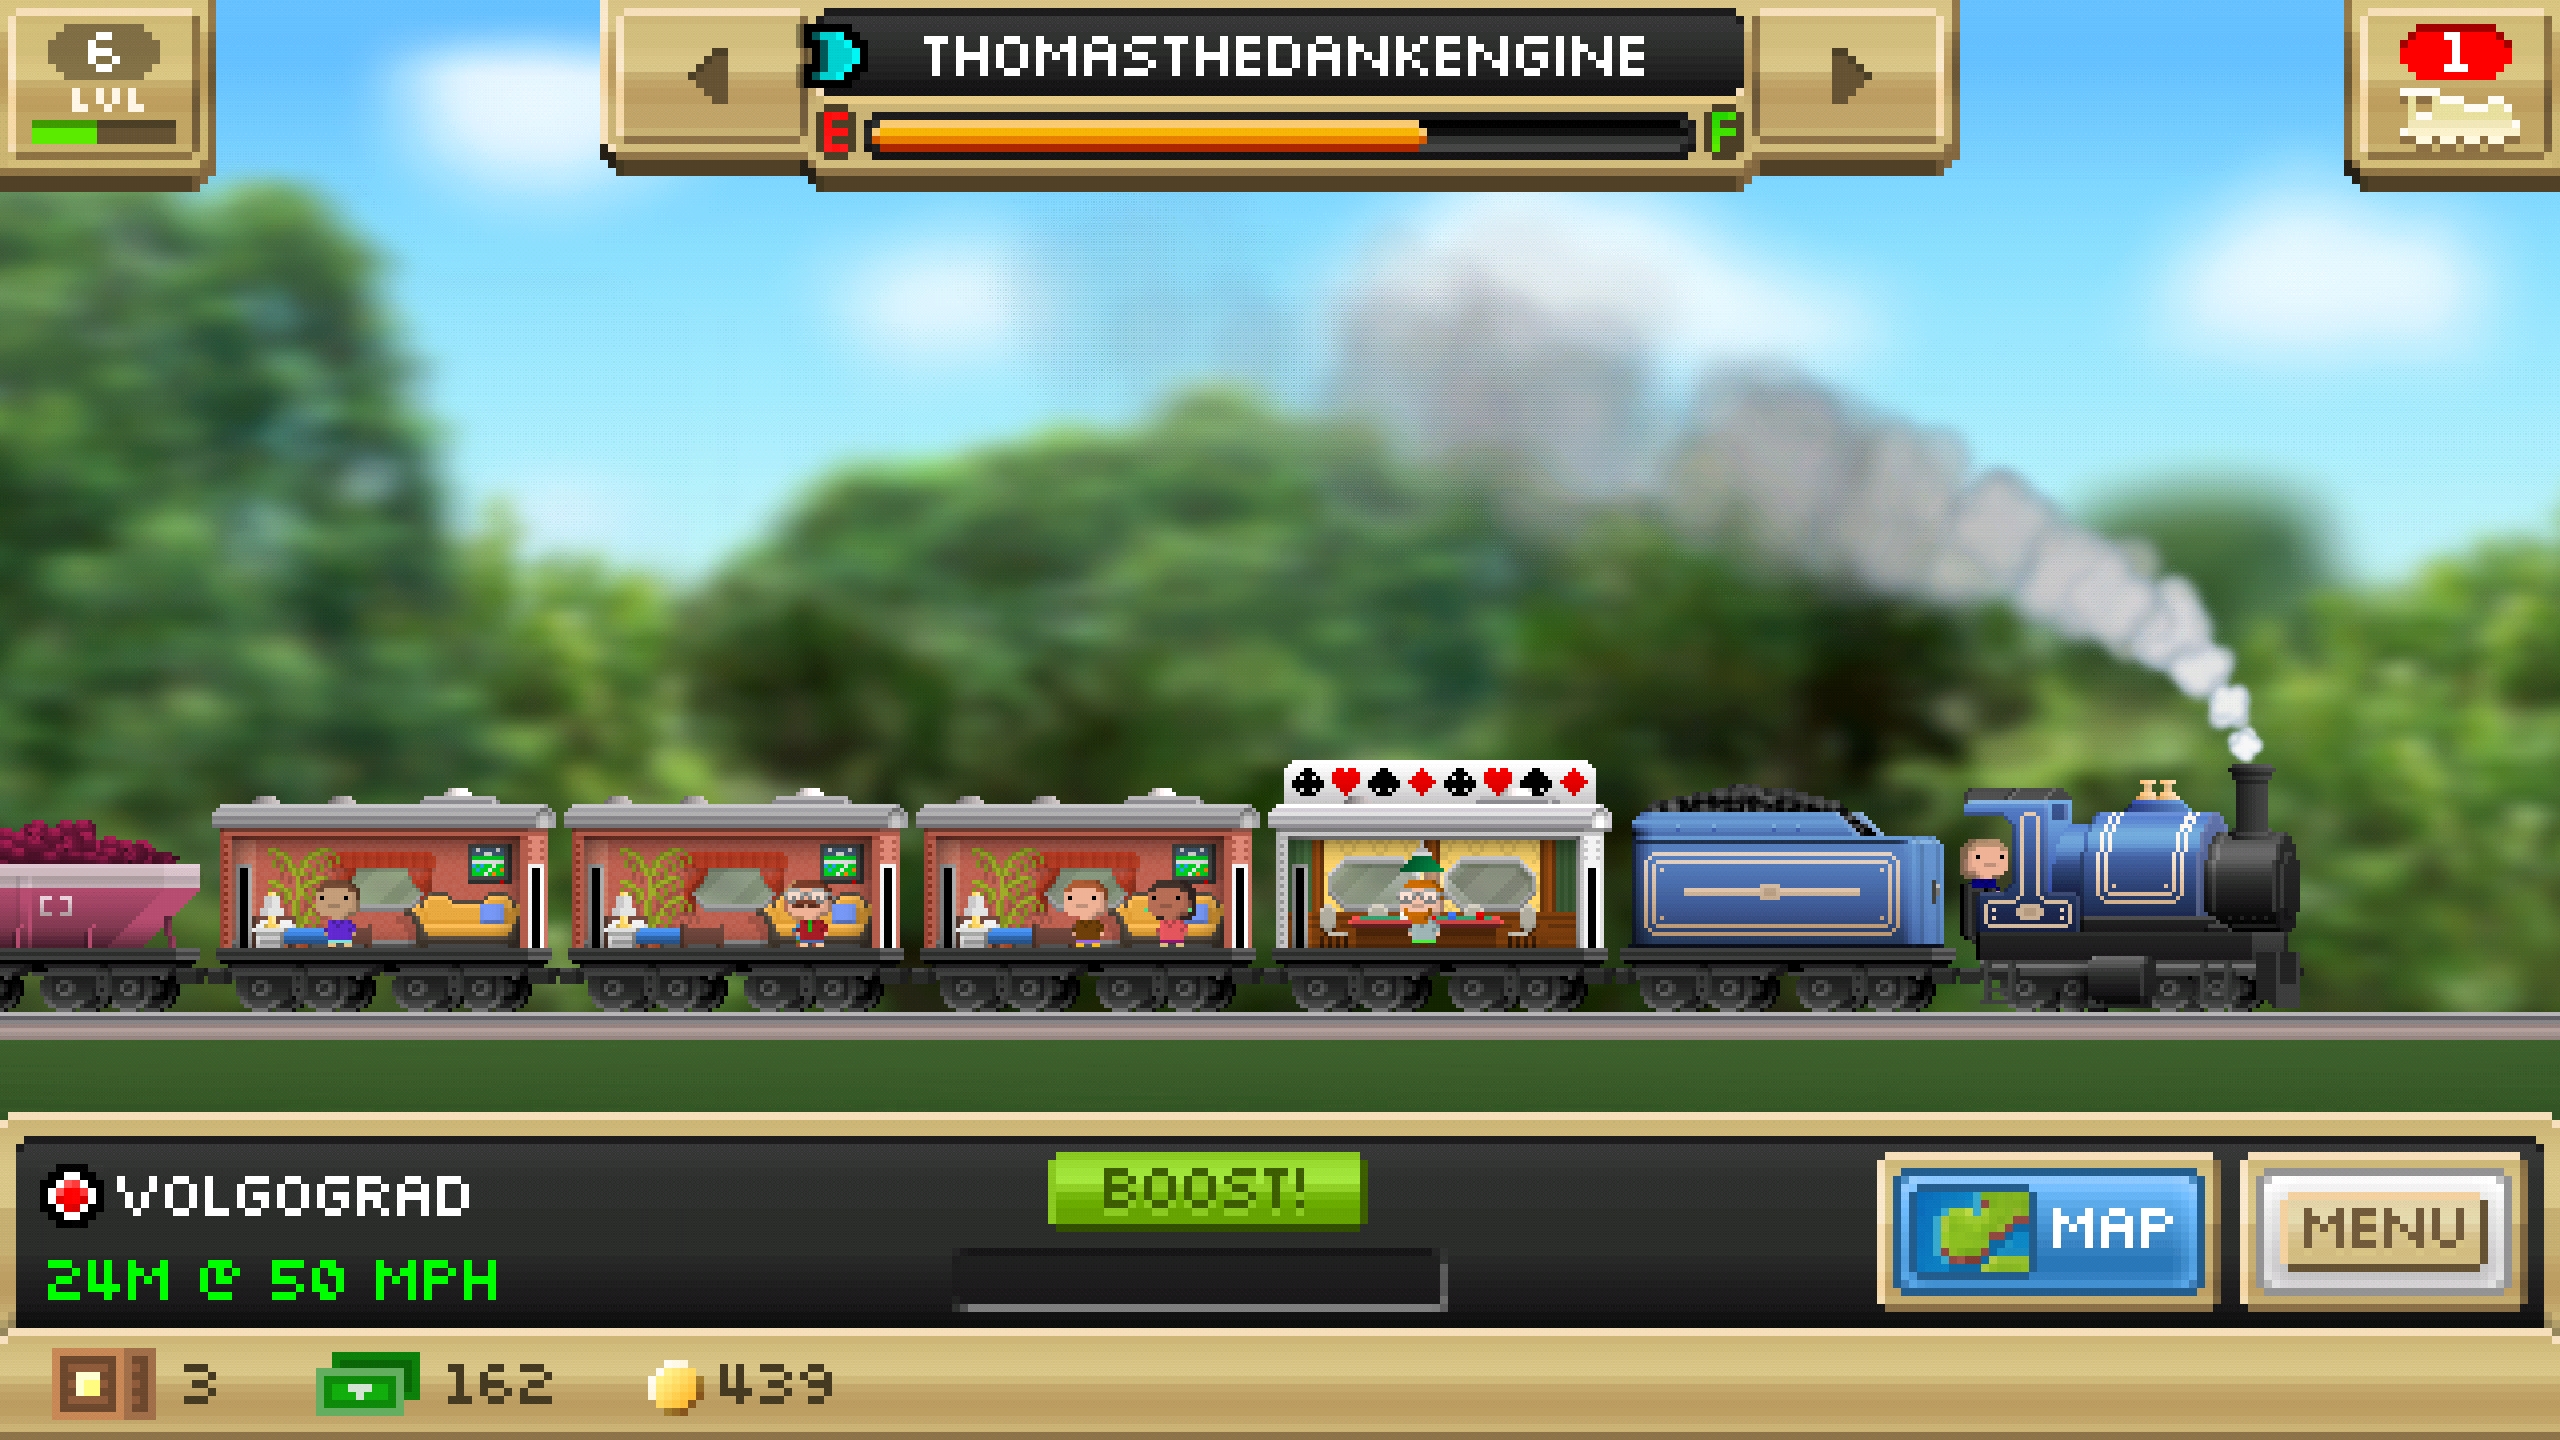 6
LVL
THOMASTHEDANKENGINE
E F
1
VOLGOGRAD
24M @ 50 MPH
BOOST!
MAP
MENU
3 162 439